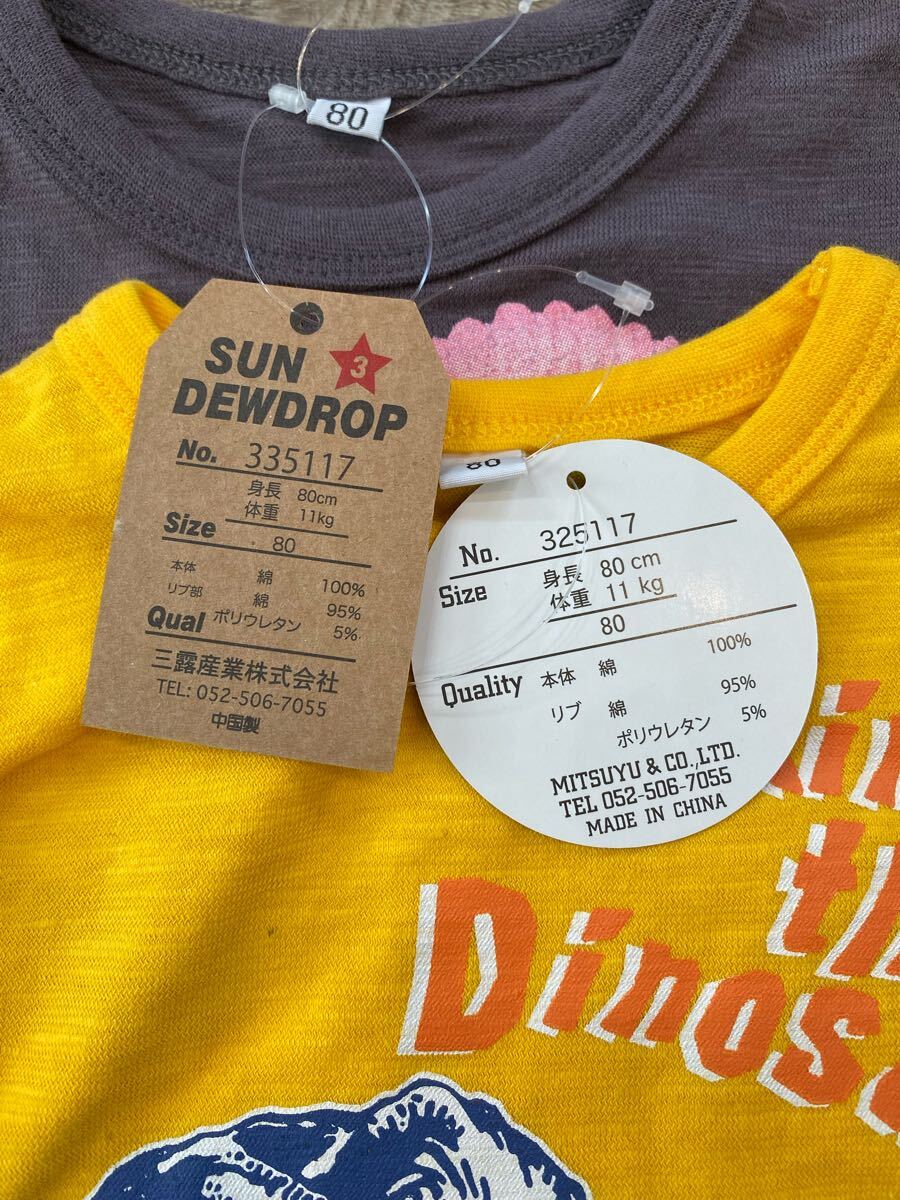 80
SUN
3
DEWDROP
No. 335117
身長 80cm
体重 11kg
Size
80
本体 綿 100%
リブ部 綿 95%
Qual ポリウレタン 5%
三露産業株式会社
TEL: 052-506-7055
中国製
80
No. 325117
Size 身長 80 cm
体重 11 kg
80
Quality 本体 綿 100%
リブ 綿 95%
ポリウレタン 5%
MITSUYU & CO.,LTD.
TEL 052-506-7055
MADE IN CHINA
Dinos